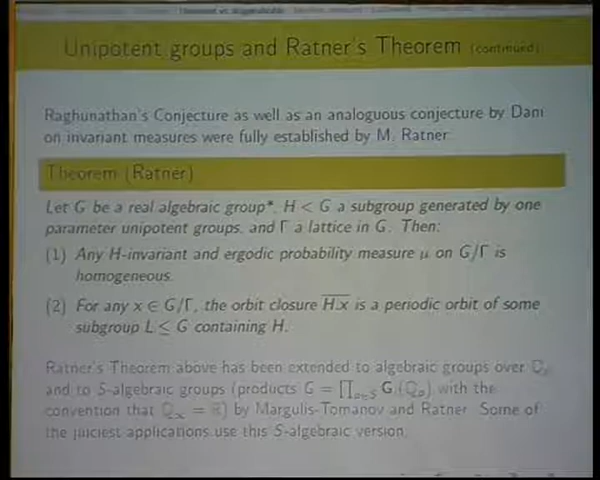 Unipotent groups and Ratner's Theorem (continued)
Raghunathan's Conjecture as well as an analoguous conjecture by Dani
on invariant measures were fully established by M. Ratner
Theorem (Ratner)
Let G be a real algebraic group*, H < G a subgroup generated by one
parameter unipotent groups, and Γ a lattice in G. Then:
(1) Any H-invariant and ergodic probability measure μ on G/Γ is
homogeneous.
(2) For any x ∈ G/Γ, the orbit closure H.x is a periodic orbit of some
subgroup L ≤ G containing H.
Ratner's Theorem above has been extended to algebraic groups over
and to S-algebraic groups (products G = ∏ G (ℚ) with the
convention that ℚ∞ = ℝ) by Margulis-Tomanov and Ratner. Some of
the juiciest applications use this S-algebraic version.